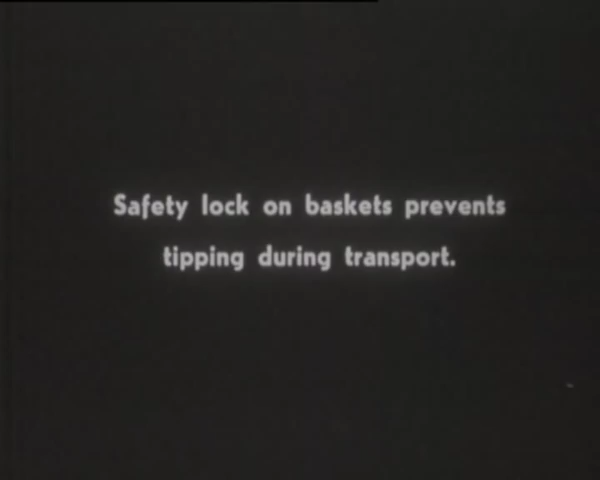 Safety lock on baskets prevents
tipping during transport.